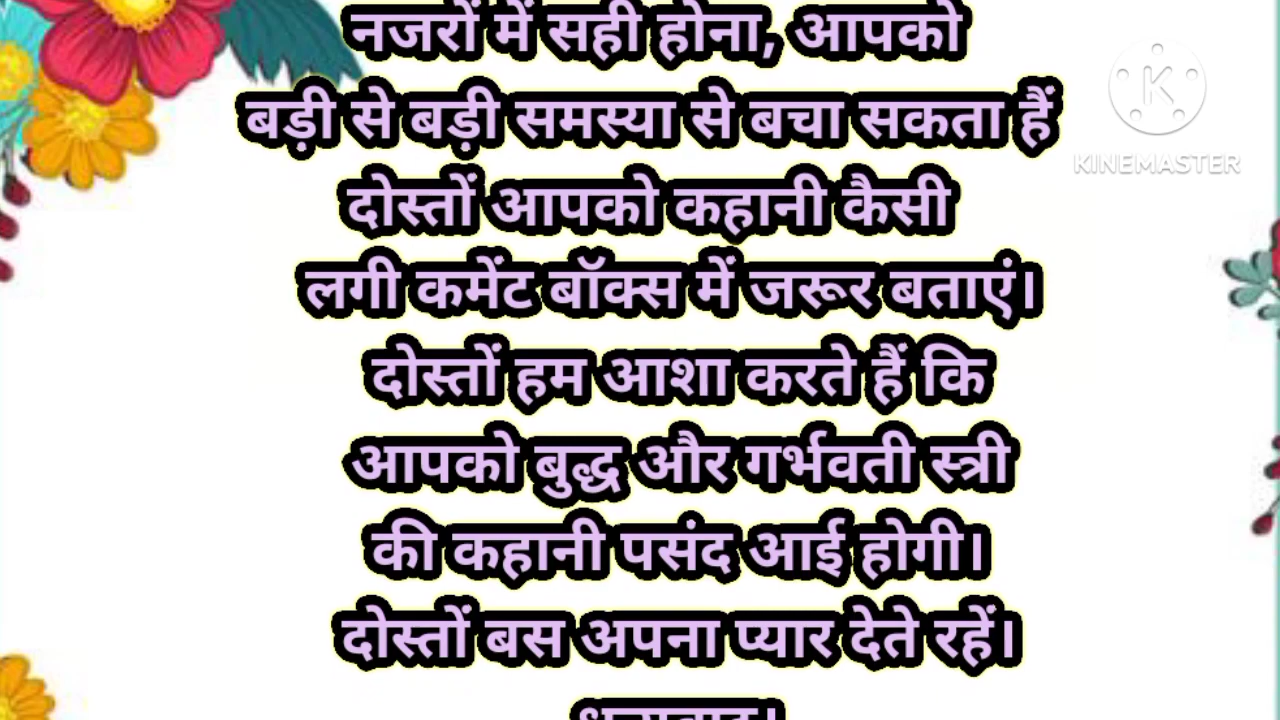 नजरों में सही होना, आपको
बड़ी से बड़ी समस्या से बचा सकता हैं
KINEMASTER
दोस्तों आपको कहानी कैसी
लगी कमेंट बॉक्स में जरूर बताएं।
दोस्तों हम आशा करते हैं कि
आपको बुद्ध और गर्भवती स्त्री
की कहानी पसंद आई होगी।
दोस्तों बस अपना प्यार देते रहें।